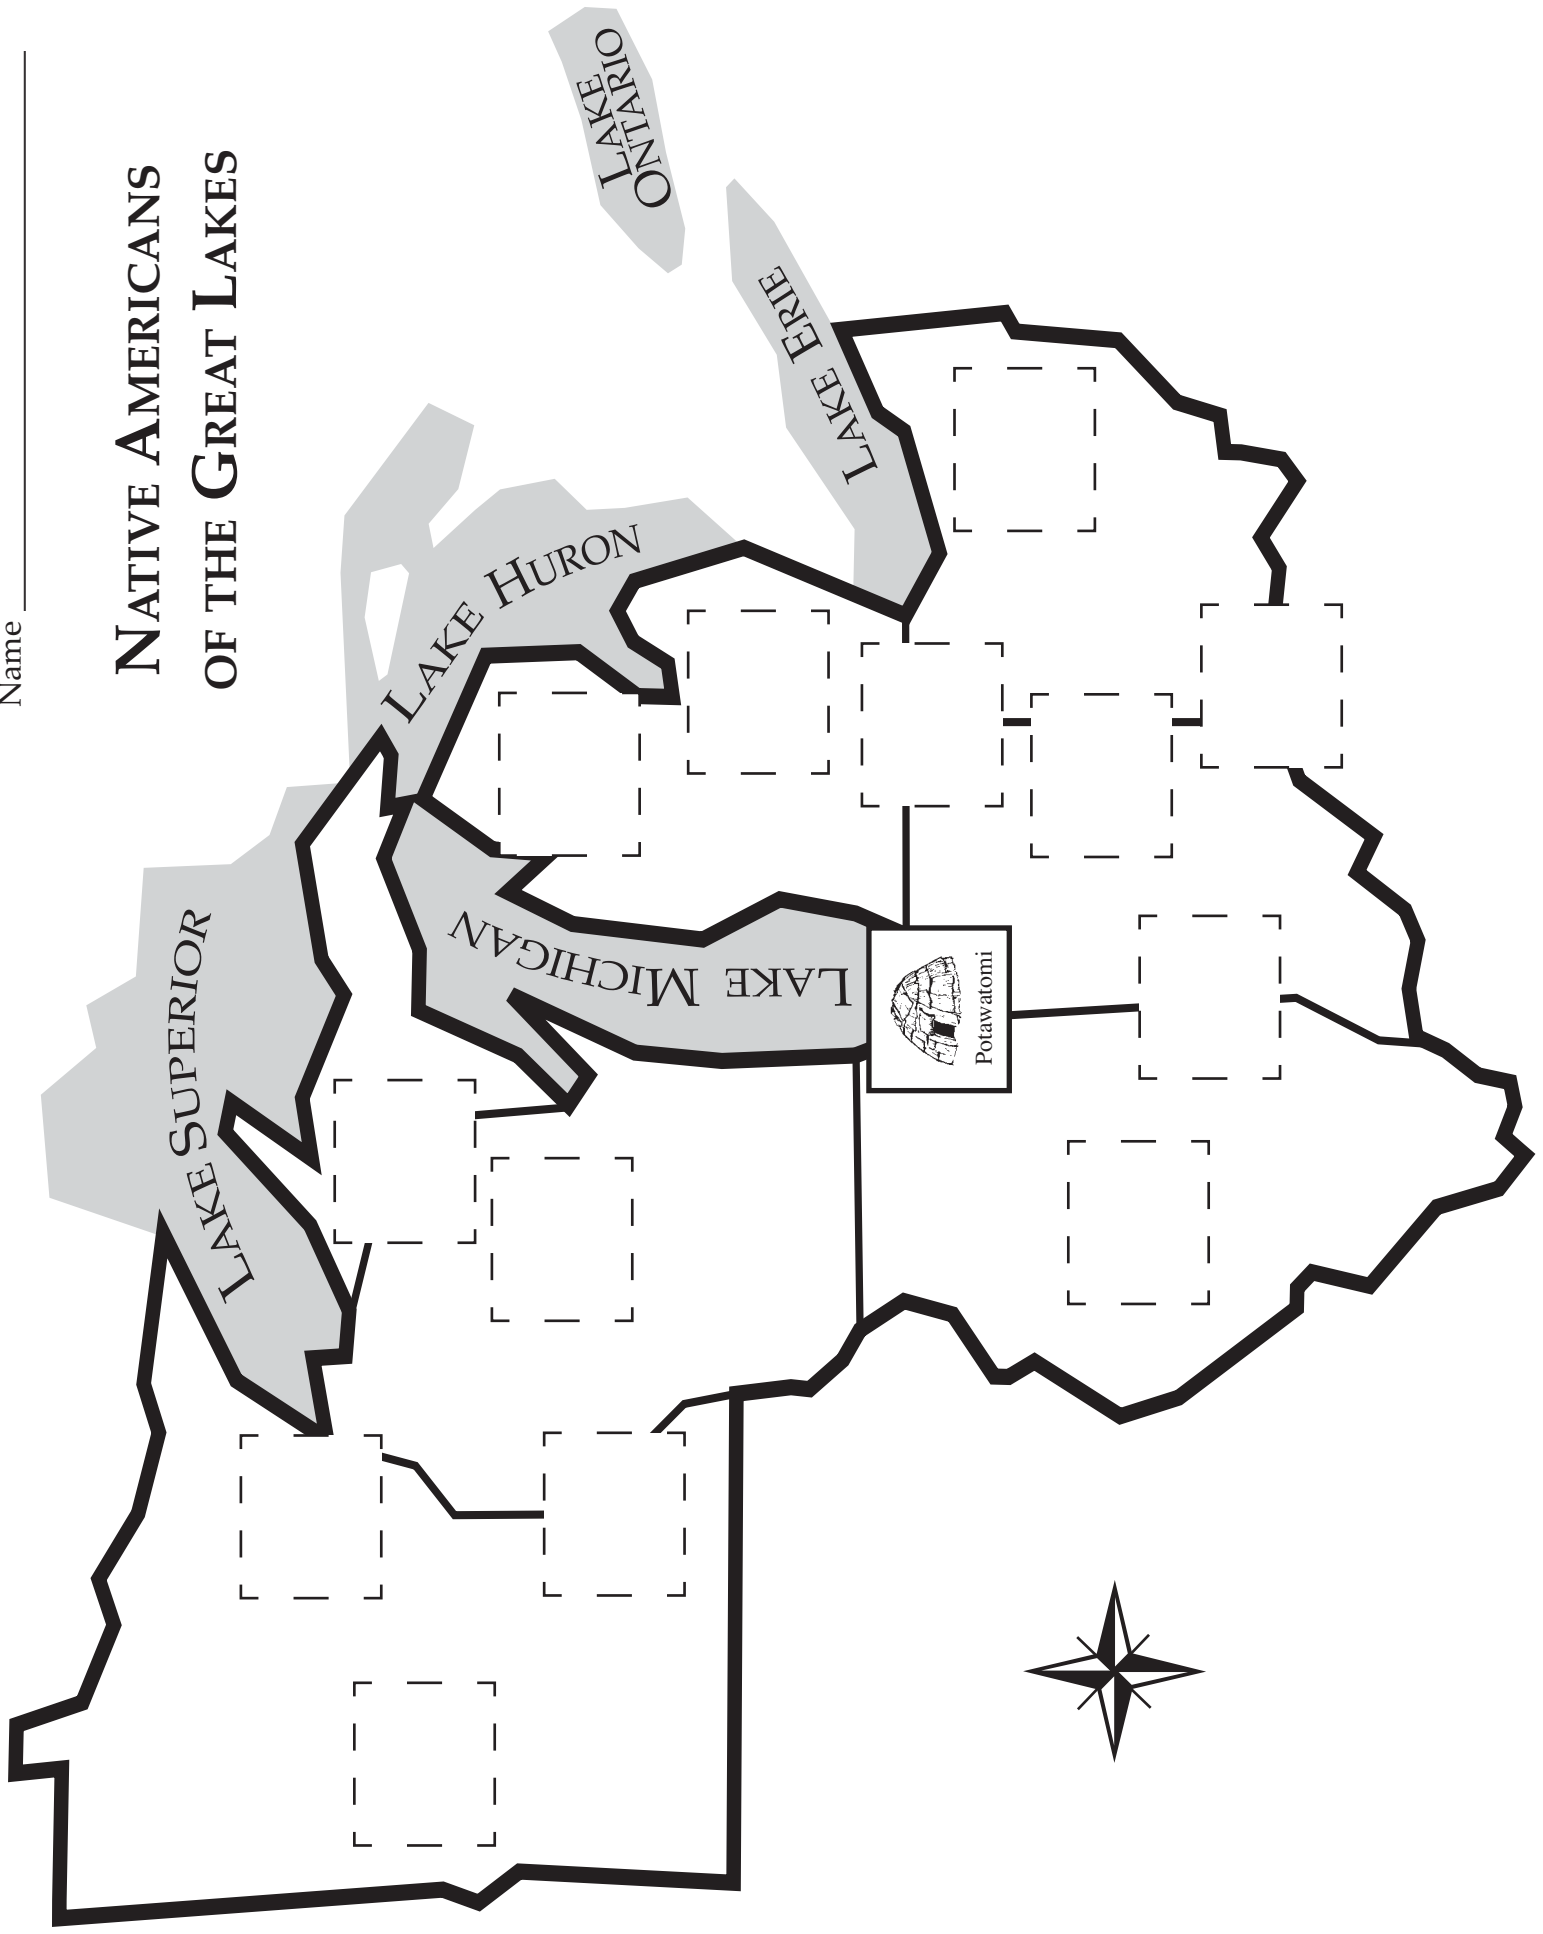 Name
NATIVE AMERICANS
OF THE GREAT LAKES
LAKE SUPERIOR
LAKE HURON
LAKE
ONTARIO
LAKE MICHIGAN
LAKE ERIE
Potawatomi